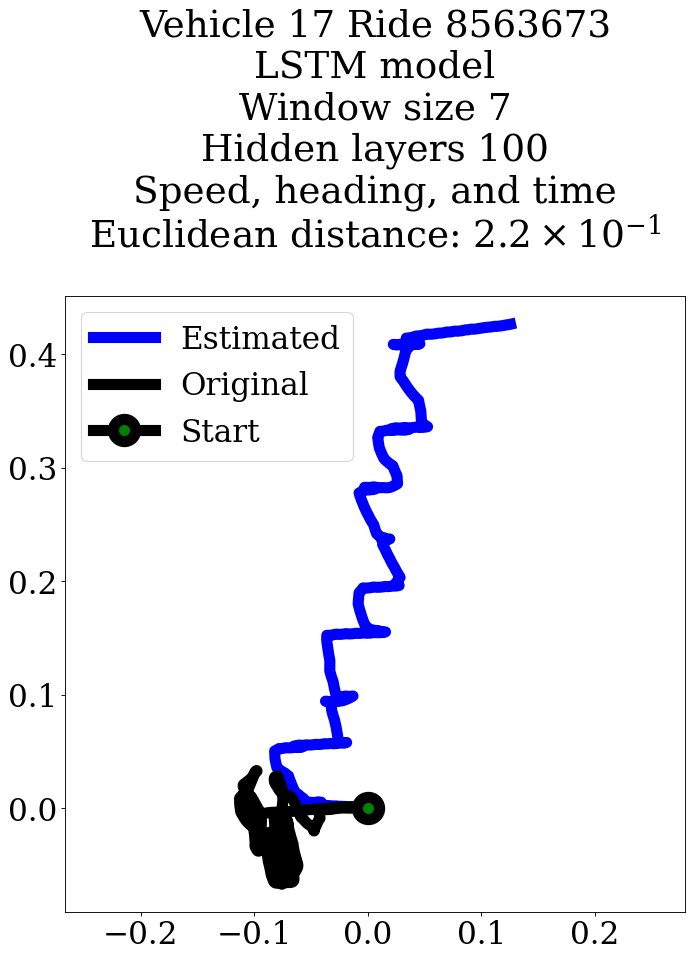 Vehicle 17 Ride 8563673
LSTM model
Window size 7
Hidden layers 100
Speed, heading, and time
Euclidean distance: 2.2 × 10⁻¹
Estimated
Original
Start
0.4
0.3
0.2
0.1
0.0
−0.2 −0.1 0.0 0.1 0.2